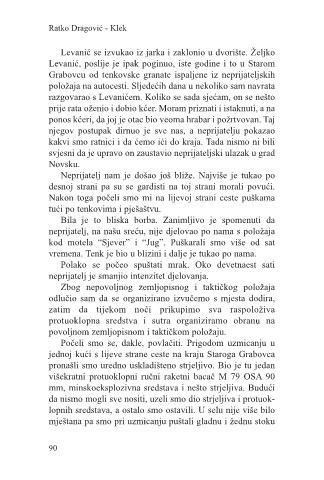 Ratko Dragović - Klek
Levanić se izvukao iz jarka i zaklonio u dvorište. Željko
Levanić, poslije je ipak poginuo, iste godine i to u Starom
Grabovcu od tenkovske granate ispaljene iz neprijateljskih
položaja na autocesti. Sljedećih dana u nekoliko sam navrata
razgovarao s Levanićem. Koliko se sada sjećam, on se nešto
prije rata oženio i dobio kćer. Moram priznati i istaknuti, a na
ponos kćeri, da joj je otac bio veoma hrabar i požrtvovan. Taj
njegov postupak dirnuo je sve nas, a neprijatelju pokazao
kakvi smo ratnici i da ćemo ići do kraja. Tada nismo ni bili
svjesni da je upravo on zaustavio neprijateljski ulazak u grad
Novsku.
Neprijatelj nam je došao još bliže. Najviše je tukao po
desnoj strani pa su se gardisti na toj strani morali povući.
Nakon toga počeli smo mi na lijevoj strani ceste puškama
tući po tenkovima i pješaštvu.
Bila je to bliska borba. Zanimljivo je spomenuti da
neprijatelj, na našu sreću, nije djelovao po nama s položaja
kod motela “Sjever” i “Jug”. Puškarali smo više od sat
vremena. Tenk je bio u blizini i dalje je tukao po nama.
Polako se počeo spuštati mrak. Oko devetnaest sati
neprijatelj je smanjio intenzitet djelovanja.
Zbog nepovoljnog zemljopisnog i taktičkog položaja
odlučio sam da se organizirano izvučemo s mjesta dodira,
zatim da tijekom noći prikupimo sva raspoloživa
protuoklopna sredstva i sutra organiziramo obranu na
povoljnom zemljopisnom i taktičkom položaju.
Počeli smo se, dakle, povlačiti. Prigodom uzmicanja u
jednoj kući s lijeve strane ceste na kraju Staroga Grabovca
pronašli smo uredno uskladišteno streljivo. Bio je tu jedan
višekratni protuoklopni ručni raketni bacač M 79 OSA 90
mm, minskoeksplozivna sredstava i nešto strjeljiva. Budući
da nismo mogli sve nositi, uzeli smo dio strjeljiva i protuok-
lopnih sredstava, a ostalo smo ostavili. U selu nije više bilo
mještana pa smo pri uzmicanju puštali gladnu i žednu stoku
90